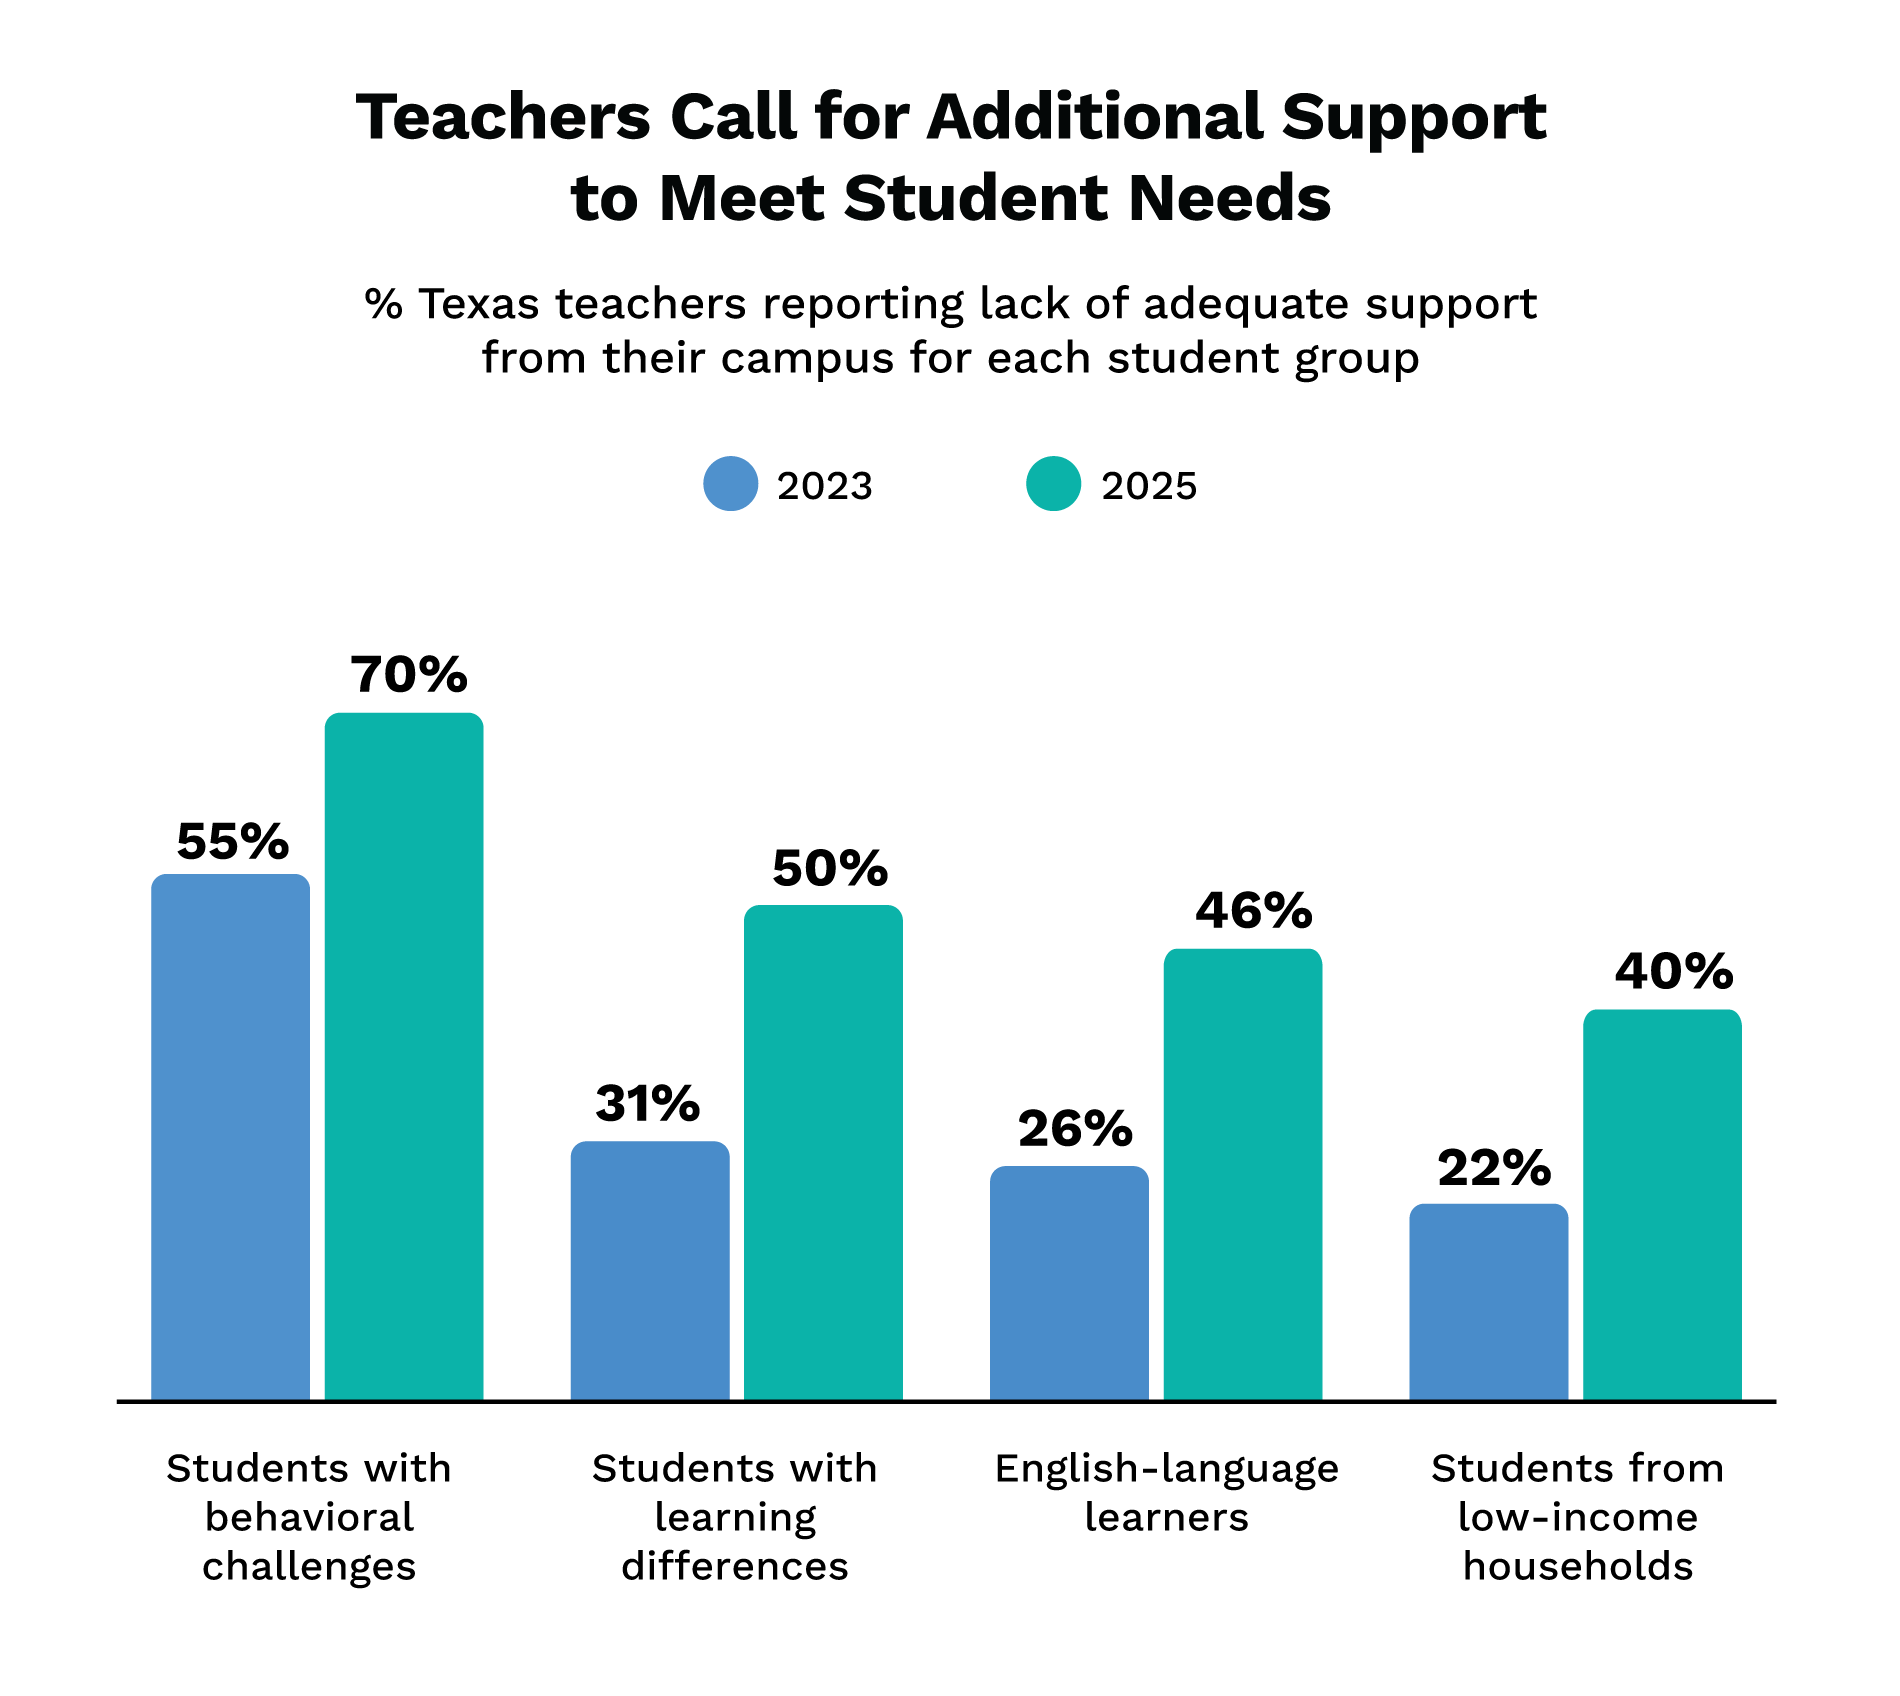 Teachers Call for Additional Support
to Meet Student Needs
% Texas teachers reporting lack of adequate support
from their campus for each student group
2023
2025
55%
70%
31%
50%
26%
46%
22%
40%
Students with
behavioral
challenges
Students with
learning
differences
English-language
learners
Students from
low-income
households